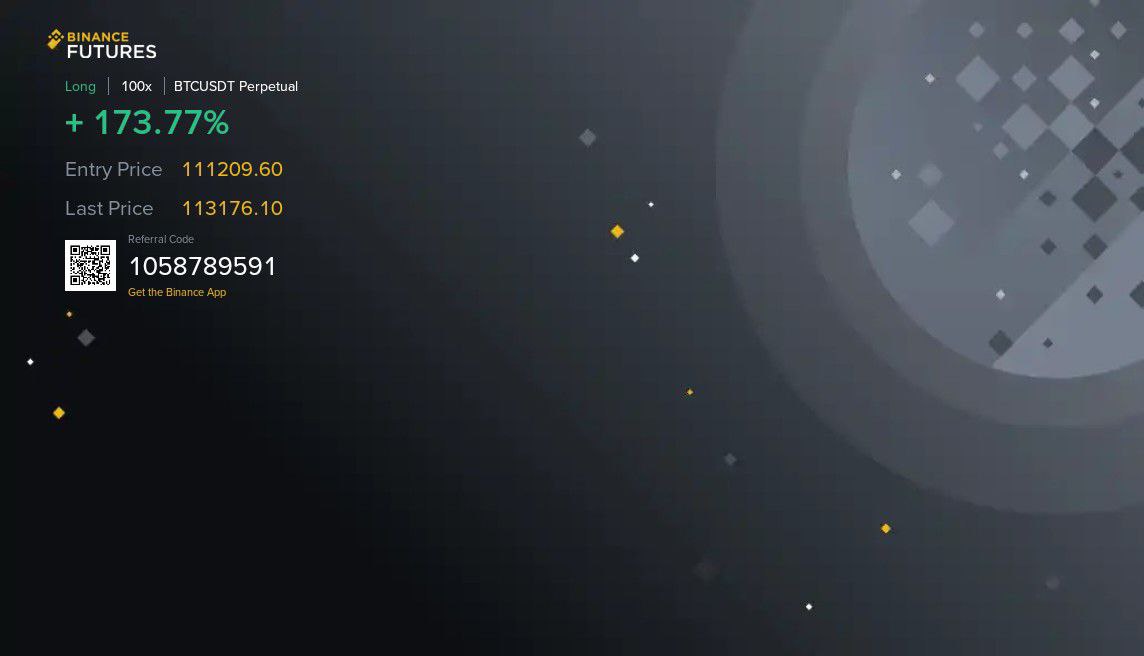 BINANCE
FUTURES
Long 100x BTCUSDT Perpetual
+ 173.77%
Entry Price 111209.60
Last Price 113176.10
Referral Code
1058789591
Get the Binance App